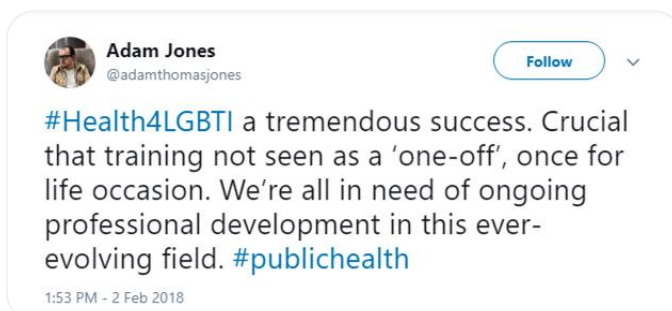 Adam Jones
@adamthomasjones
Follow
#Health4LGBTI a tremendous success. Crucial
that training not seen as a ‘one-off’, once for
life occasion. We’re all in need of ongoing
professional development in this ever-
evolving field. #publichealth
1:53 PM - 2 Feb 2018